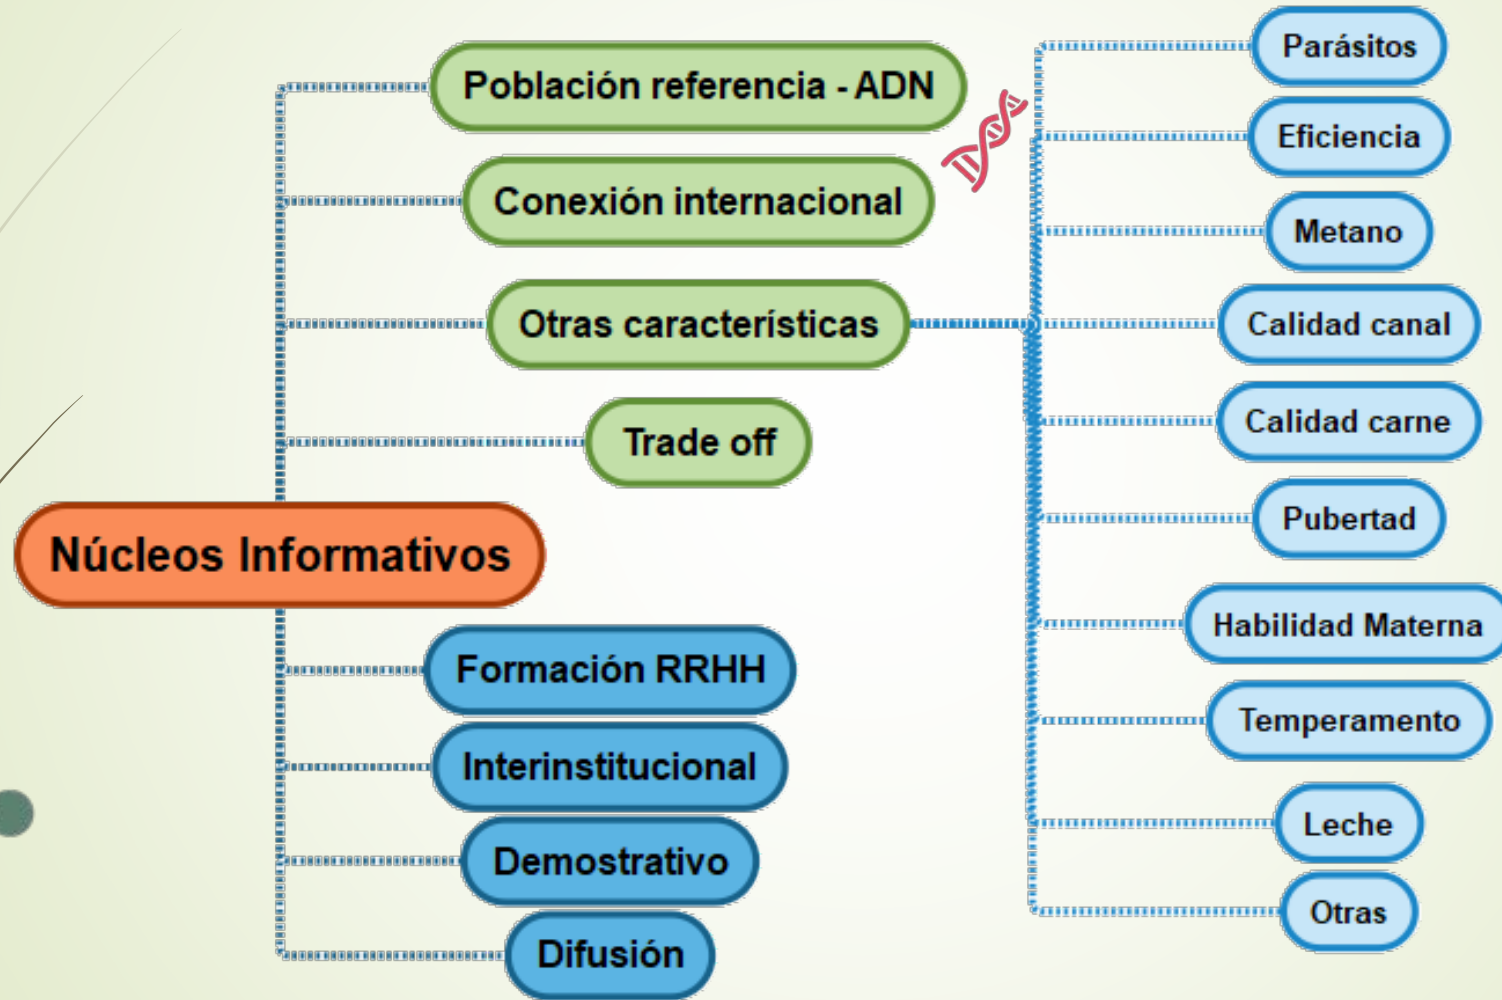 Población referencia - ADN
Conexión internacional
Otras características
Trade off
Núcleos Informativos
Formación RRHH
Interinstitucional
Demostrativo
Difusión
Parásitos
Eficiencia
Metano
Calidad canal
Calidad carne
Pubertad
Habilidad Materna
Temperamento
Leche
Otras